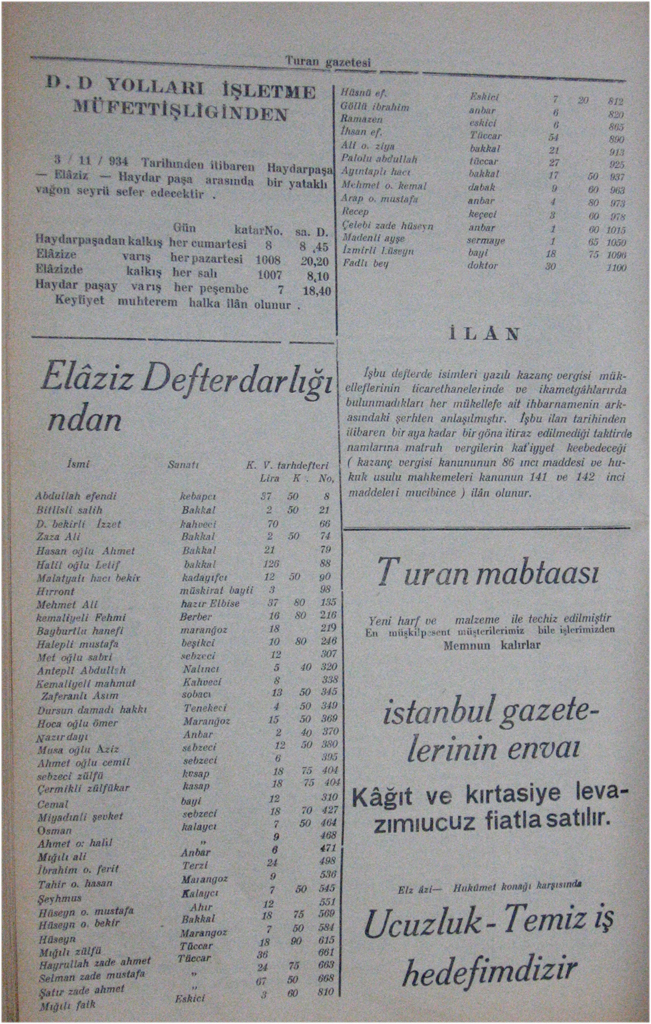 Turan gazetesi
D. D YOLLARI İŞLETME
MÜFETTİŞLİĞİNDEN
3 / 11 / 934 Tarihınden itibaren Haydarpaşa
— Elâziz — Haydar paşa arasında bir yataklı
vagon seyrü sefer edecektir .
Gün katarNo. sa. D.
Haydarpaşadan kalkış her cumartesi 8 8 ,45
Elâzize varış her pazartesi 1008 20,20
Elâzizde kalkış her salı 1007 8,10
Haydar paşay varış her peşembe 7 18,40
Keyfiyet muhterem halka ilân olunur .
Elâziz Defterdarlığı
ndan
İsmi Sanatı K. V. tarhdefteri
Lira K . No.
Abdullah efendi kebapcı 37 50 8
Bitlisli salih Bakkal 2 50 21
D. bekirli İzzet kahveci 70 66
Zaza Ali Bakkal 2 50 74
Hasan oğlu Ahmet Bakkal 21 79
Halil oğlu Letif bakkal 126 88
Malatyalı hacı bekir kadayıfcı 12 50 90
Hırront müskirat bayii 3 98
Mehmet Ali hazır Elbise 37 80 135
kemaliyeli Fehmi Berber 16 80 216
Bayburtlu hanefi marangoz 18 219
Halepli mustafa beşikci 10 80 246
Met oğlu sabri sebzeci 12 307
Antepli Abdullah Nalıncı 5 40 320
Kemaliyeli mahmut Kahveci 8 338
Zaferanlı Asım sobacı 13 50 345
Dursun damadı hakkı Tenekeci 4 50 349
Hoca oğlu ömer Marangoz 15 50 369
Nazır dayı Anbar 2 40 370
Musa oğlu Aziz sebzeci 12 50 380
Ahmet oğlu cemil sebzeci 6 395
sebzeci zülfü kasap 18 75 404
Çermikli zülfükar kasap 18 75 404
Cemal bayi 12 310
Miyadınli şevket sebzeci 18 70 427
Osman kalaycı 7 50 464
Ahmet o: halil „ 9 468
Mığılı ali Anbar 6 471
İbrahim o. ferit Terzi 24 498
Tahir o. hasan Marangoz 9 536
Şeyhmus Kalaycı 7 50 545
Hüseyn o. mustafa Ahır 12 551
Hüseyn o. bekir Bakkal 18 75 569
Hüseyn Marangoz 7 50 584
Mığılı zülfü Tüccar 18 90 615
Hayrullah zade ahmet Tüccar 36 661
Selman zade mustafa „ 24 75 663
Şatır zade ahmet „ 67 50 668
Mığılı faik Eskici 3 60 810
Hüsnü ef. Eskici 7 20 812
Göllü ibrahim anbar 6 820
Ramazen eskici 6 865
İhsan ef. Tüccar 54 890
Ali o. ziya bakkal 21 913
Palolu abdullah tüccar 27 925
Ayıntaplı hacı bakkal 17 50 937
Mehmet o. kemal dabak 9 60 963
Arap o. mustafa anbar 4 80 973
Recep keçeci 3 60 978
Çelebi zade hüseyn anbar 1 60 1015
Madenli ayşe sermaye 1 65 1050
İzmirli Hüseyn bayi 18 75 1090
Fadlı bey doktor 30 1100
İLÂN
İşbu defterde isimleri yazılı kazanç vergisi mük-
elleflerinin ticarethanelerinde ve ikametgâhlarırda
bulunmadıkları her mükellefe ait ihbarnamenin ark-
asındaki şerhten anlaşılmıştır. İşbu ilan tarihinden
itibaren bir aya kadar bir göna itiraz edilmediği taktirde
namlarına matruh vergilerin kat'iyyet keebedeceği
( kazanç vergisi kanununun 86 ıncı maddesi ve hu-
kuk usulu mahkemeleri kanunun 141 ve 142 inci
maddeleri mucibince ) ilân olunur.
Turan mabtaası
Yeni harf ve malzeme ile techiz edilmiştir
En müşkilpesent müşterilerimiz bile işlerimizden
Memnun kalırlar
istanbul gazete-
lerinin envaı
Kâğıt ve kırtasiye leva-
zımıucuz fiatla satılır.
Elz âzi— Hukûmet konağı karşısında
Ucuzluk - Temiz iş
hedefimdizir